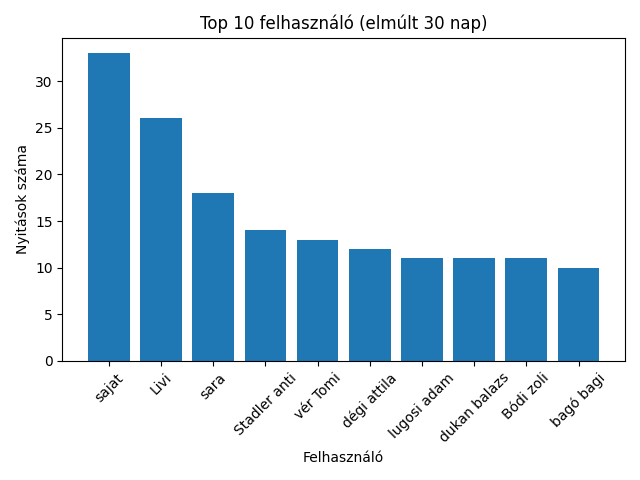 Top 10 felhasználó (elmúlt 30 nap)
Nyitások száma
30
25
20
15
10
5
0
sajat
Livi
sara
Stadler anti
vér Tomi
dégi attila
lugosi adam
dukan balazs
Bódi zoli
bagó bagi
Felhasználó